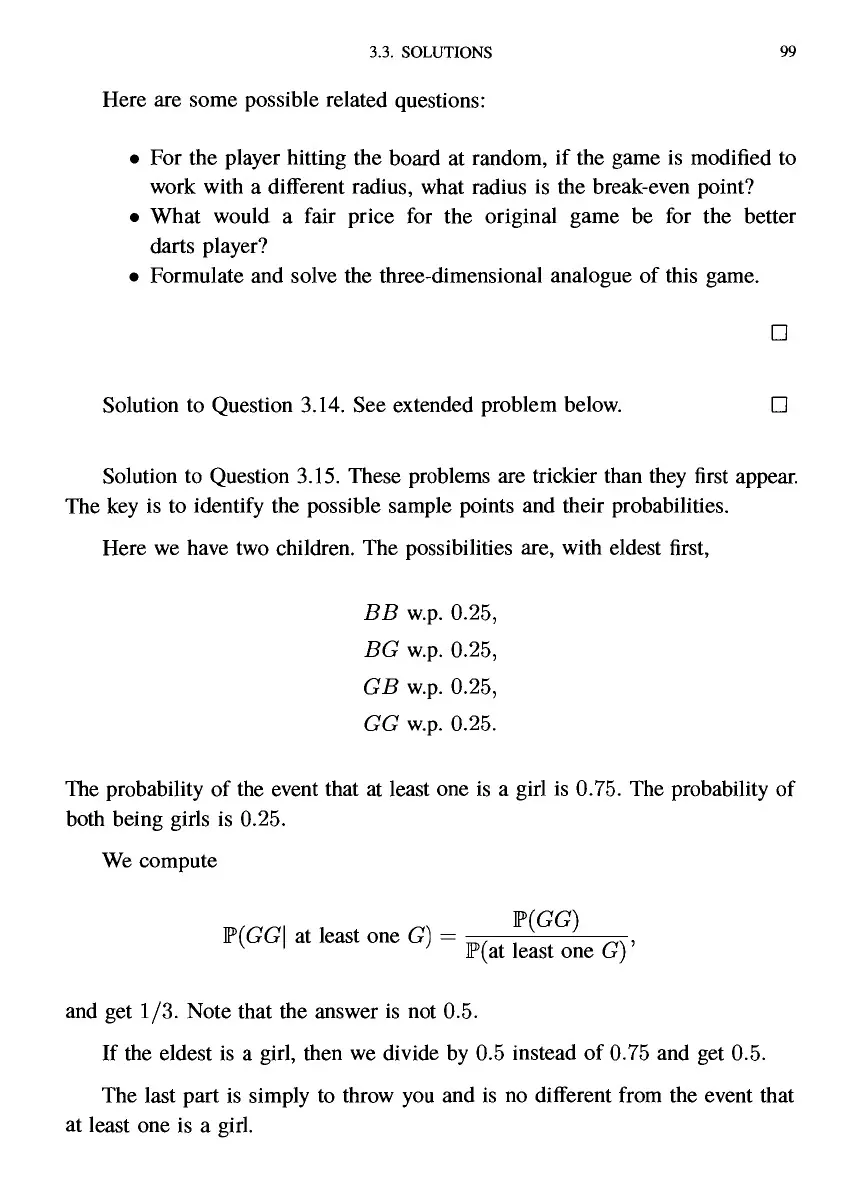 3.3. SOLUTIONS 99
Here are some possible related questions:
• For the player hitting the board at random, if the game is modified to
work with a different radius, what radius is the break-even point?
• What would a fair price for the original game be for the better
darts player?
• Formulate and solve the three-dimensional analogue of this game.
□
Solution to Question 3.14. See extended problem below. □
Solution to Question 3.15. These problems are trickier than they first appear.
The key is to identify the possible sample points and their probabilities.
Here we have two children. The possibilities are, with eldest first,
BB w.p. 0.25,
BG w.p. 0.25,
GB w.p. 0.25,
GG w.p. 0.25.
The probability of the event that at least one is a girl is 0.75. The probability of
both being girls is 0.25.
We compute
ℙ(GG| at least one G) = ℙ(GG) / ℙ(at least one G),
and get 1/3. Note that the answer is not 0.5.
If the eldest is a girl, then we divide by 0.5 instead of 0.75 and get 0.5.
The last part is simply to throw you and is no different from the event that
at least one is a girl.